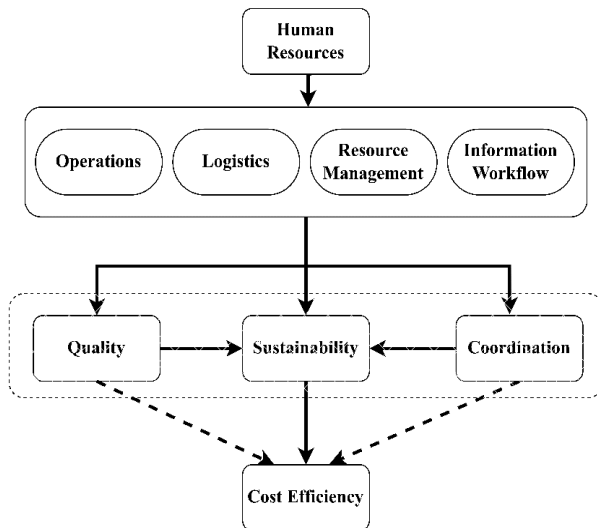 Human
Resources
Operations
Logistics
Resource
Management
Information
Workflow
Quality
Sustainability
Coordination
Cost Efficiency